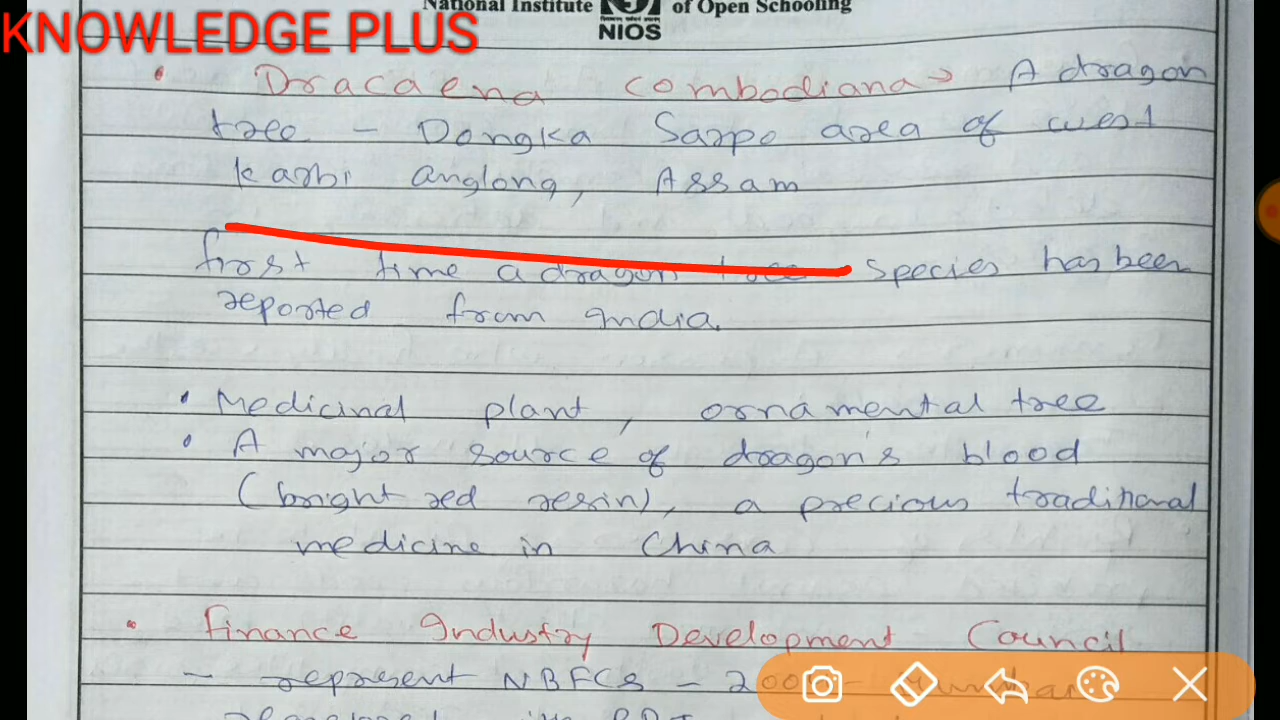 National Institute of Open Schooling
NIOS
KNOWLEDGE PLUS
• Dracaena combodiana → A dragon
tree - Dongka Sarpo area of west
karbi anglong, Assam
first time a dragon tree species has been
reported from India.
• Medicinal plant, ornamental tree
• A major source of dragon's blood
(bright red resin), a precious traditional
medicine in China
• Finance Industry Development Council
- represent NBFCs -